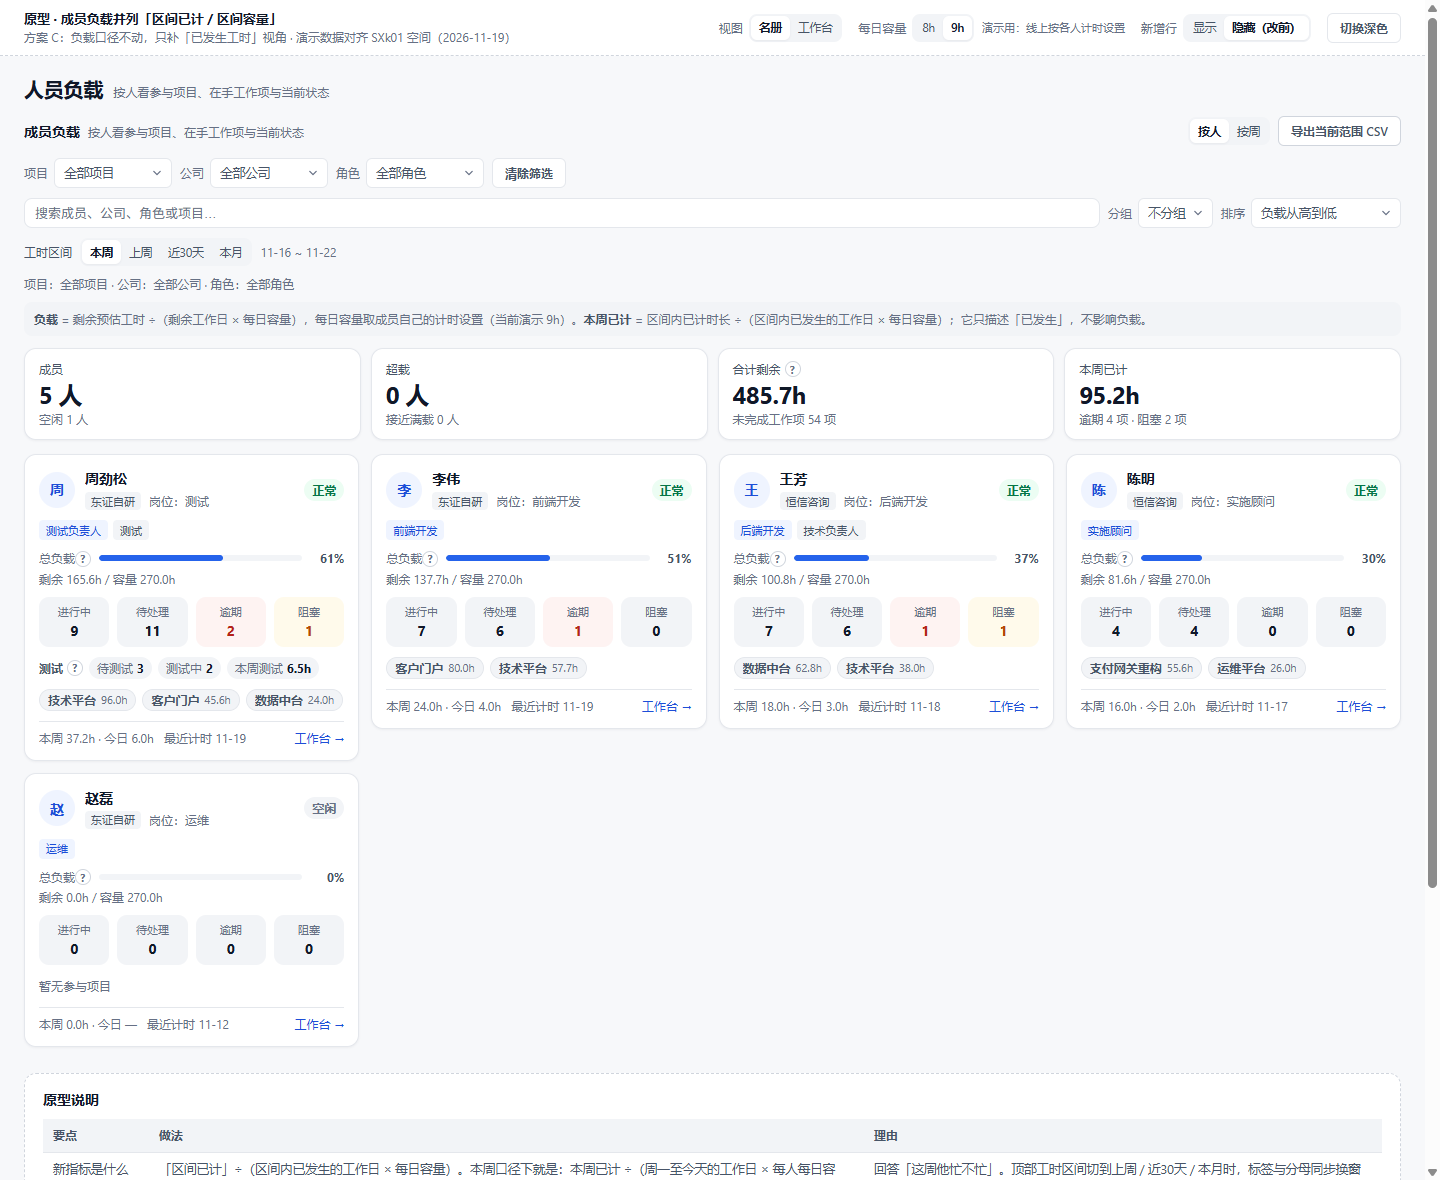 原型 · 成员负载并列「区间已计 / 区间容量」
方案 C：负载口径不动，只补「已发生工时」视角 · 演示数据对齐 SXk01 空间（2026-11-19）
视图 名册 工作台 每日容量 8h 9h 演示用：线上按各人计时设置 新增行 显示 隐藏（改前） 切换深色
人员负载 按人看参与项目、在手工作项与当前状态
成员负载 按人看参与项目、在手工作项与当前状态 按人 按周 导出当前范围 CSV
项目 全部项目 公司 全部公司 角色 全部角色 清除筛选
搜索成员、公司、角色或项目... 分组 不分组 排序 负载从高到低
工时区间 本周 上周 近30天 本月 11-16 ~ 11-22
项目：全部项目 · 公司：全部公司 · 角色：全部角色
负载 = 剩余预估工时 ÷（剩余工作日 × 每日容量），每日容量取成员自己的计时设置（当前演示 9h）。本周已计 = 区间内已计时长 ÷（区间内已发生的工作日 × 每日容量）；它只描述「已发生」，不影响负载。
成员
5 人
空闲 1 人
超载
0 人
接近满载 0 人
合计剩余 ?
485.7h
未完成工作项 54 项
本周已计
95.2h
逾期 4 项 · 阻塞 2 项
周 周劲松 正常
东证自研 岗位：测试
测试负责人 测试
总负载 ? 61%
剩余 165.6h / 容量 270.0h
进行中 待处理 逾期 阻塞
9 11 2 1
测试 ? 待测试 3 测试中 2 本周测试 6.5h
技术平台 96.0h 客户门户 45.6h 数据中台 24.0h
本周 37.2h · 今日 6.0h 最近计时 11-19 工作台 →
李 李伟 正常
东证自研 岗位：前端开发
前端开发
总负载 ? 51%
剩余 137.7h / 容量 270.0h
进行中 待处理 逾期 阻塞
7 6 1 0
客户门户 80.0h 技术平台 57.7h
本周 24.0h · 今日 4.0h 最近计时 11-19 工作台 →
王 王芳 正常
恒信咨询 岗位：后端开发
后端开发 技术负责人
总负载 ? 37%
剩余 100.8h / 容量 270.0h
进行中 待处理 逾期 阻塞
7 6 1 1
数据中台 62.8h 技术平台 38.0h
本周 18.0h · 今日 3.0h 最近计时 11-18 工作台 →
陈 陈明 正常
恒信咨询 岗位：实施顾问
实施顾问
总负载 ? 30%
剩余 81.6h / 容量 270.0h
进行中 待处理 逾期 阻塞
4 4 0 0
支付网关重构 55.6h 运维平台 26.0h
本周 16.0h · 今日 2.0h 最近计时 11-17 工作台 →
赵 赵磊 空闲
东证自研 岗位：运维
运维
总负载 ? 0%
剩余 0.0h / 容量 270.0h
进行中 待处理 逾期 阻塞
0 0 0 0
暂无参与项目
本周 0.0h · 今日 — 最近计时 11-12 工作台 →
原型说明
要点 做法 理由
新指标是什么 「区间已计」÷（区间内已发生的工作日 × 每日容量）。本周口径下就是：本周已计 ÷（周一至今天的工作日 × 每人每日容 回答「这周他忙不忙」。顶部工时区间切到上周 / 近30天 / 本月时，标签与分母同步换窗